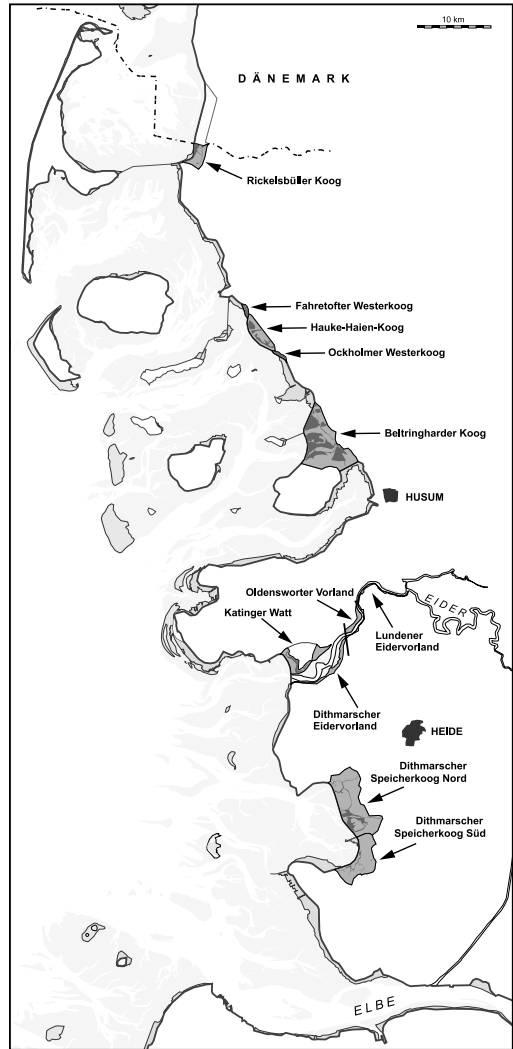 10 km
DÄNEMARK
Rickelsbüller Koog
Fahretofter Westerkoog
Hauke-Haien-Koog
Ockholmer Westerkoog
Beltringharder Koog
HUSUM
Oldensworter Vorland
Katinger Watt
EIDER
Lundener
Eidervorland
Dithmarscher
Eidervorland
HEIDE
Dithmarscher
Speicherkoog Nord
Dithmarscher
Speicherkoog Süd
ELBE